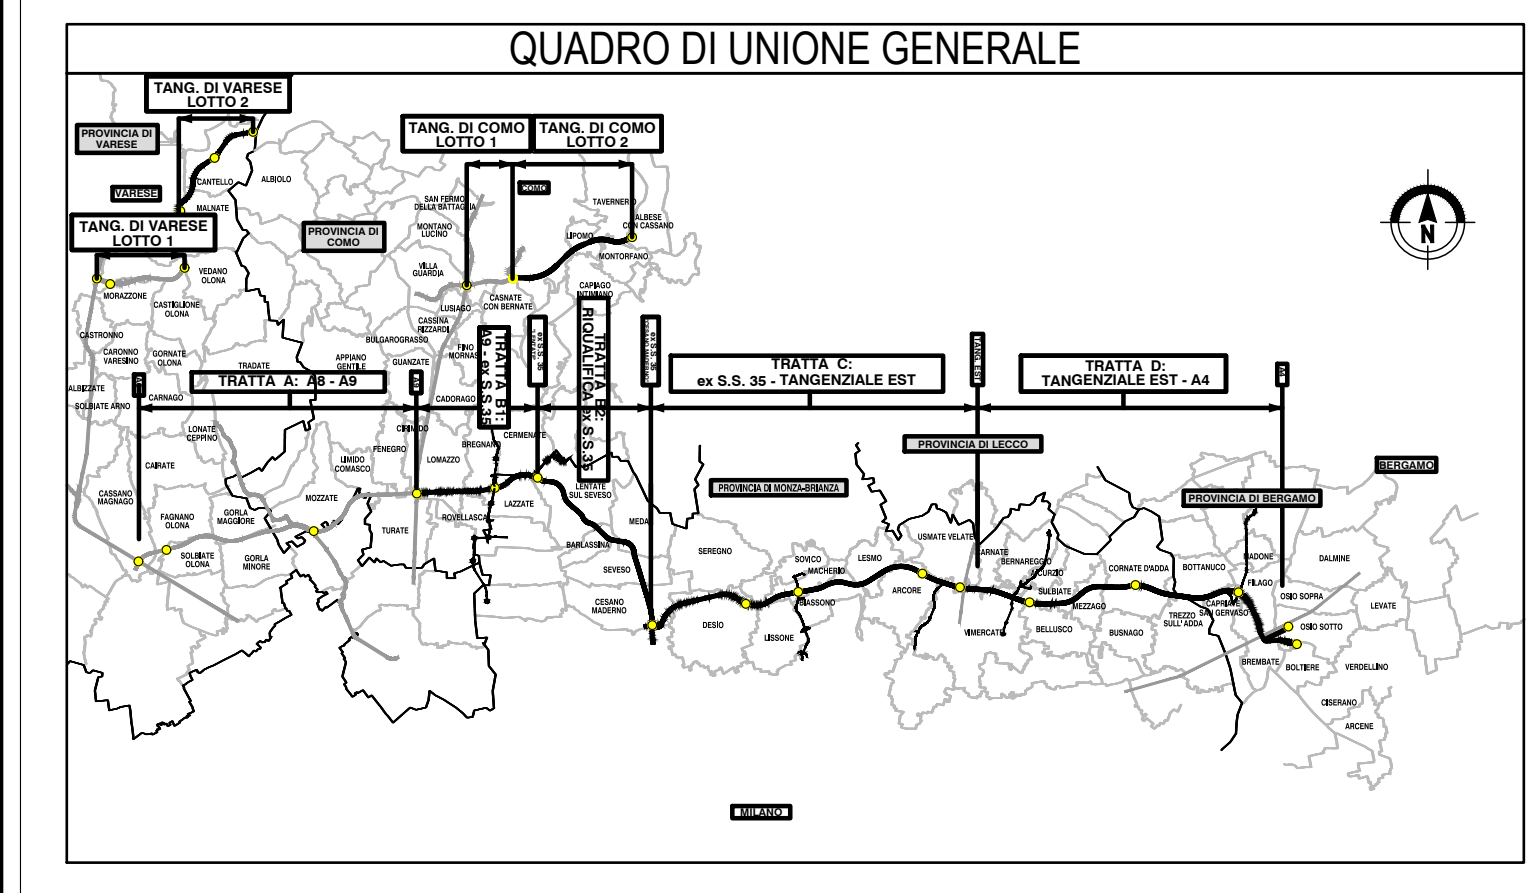 QUADRO DI UNIONE GENERALE
TANG. DI VARESE
LOTTO 2
PROVINCIA DI
VARESE
VARESE
CANTELLO
ALBIOLO
MALNATE
TANG. DI VARESE
LOTTO 1
VEDANO
OLONA
MORAZZONE
CASTIGLIONE
OLONA
PROVINCIA DI
COMO
TANG. DI COMO
LOTTO 1
TANG. DI COMO
LOTTO 2
COMO
SAN FERMO
DELLA BATTAGLIA
MONTANO
LUCINO
VILLA
GUARDIA
TAVERNERIO
ALBESE
CON CASSANO
LIPOMO
MONTORFANO
CAPIAGO
INTIMIANO
LUSIAGO
CASNATE
CON BERNATE
CASSINA
RIZZARDI
BULGAROGRASSO
FINO
MORNAS
GUANZATE
APPIANO
GENTILE
CASTRONNO
CARONNO
VARESINO
GORNATE
OLONA
TRADATE
ALBIZZATE
CARNAGO
SOLBIATE ARNO
A8
TRATTA A: A8 - A9
A9
CADORAGO
TRATTA B1:
A9 - ex S.S.35
ex S.S. 35
TRATTA B2:
RIQUALIFICA ex S.S.35
ex S.S. 35
CESANO MADERNO
TRATTA C:
ex S.S. 35 - TANGENZIALE EST
TANG. EST
TRATTA D:
TANGENZIALE EST - A4
A4
LONATE
CEPPINO
CIRIMIDO
FENEGRO
BREGNANO
CERMENATE
LOMAZZO
LIMIDO
COMASCO
CAIRATE
CASSANO
MAGNAGO
MOZZATE
FAGNANO
OLONA
GORLA
MAGGIORE
TURATE
ROVELLASCA
LAZZATE
LENTATE
SUL SEVESO
MEDA
SOLBIATE
OLONA
GORLA
MINORE
BARLASSINA
SEVESO
CESANO
MADERNO
PROVINCIA DI MONZA-BRIANZA
PROVINCIA DI LECCO
PROVINCIA DI BERGAMO
BERGAMO
SEREGNO
DESIO
LISSONE
SOVICO
MACHERIO
BIASSONO
LESMO
ARCORE
USMATE VELATE
CARNATE
BERNAREGGIO
AICURZIO
SULBIATE
VIMERCATE
BELLUSCO
MEZZAGO
CORNATE D'ADDA
BUSNAGO
BOTTANUCO
TREZZO
SULL'ADDA
MADONE
FILAGO
CAPRIATE
SAN GERVASO
DALMINE
OSIO SOPRA
OSIO SOTTO
LEVATE
BREMBATE
BOLTIERE
VERDELLINO
CISERANO
ARCENE
MILANO
N